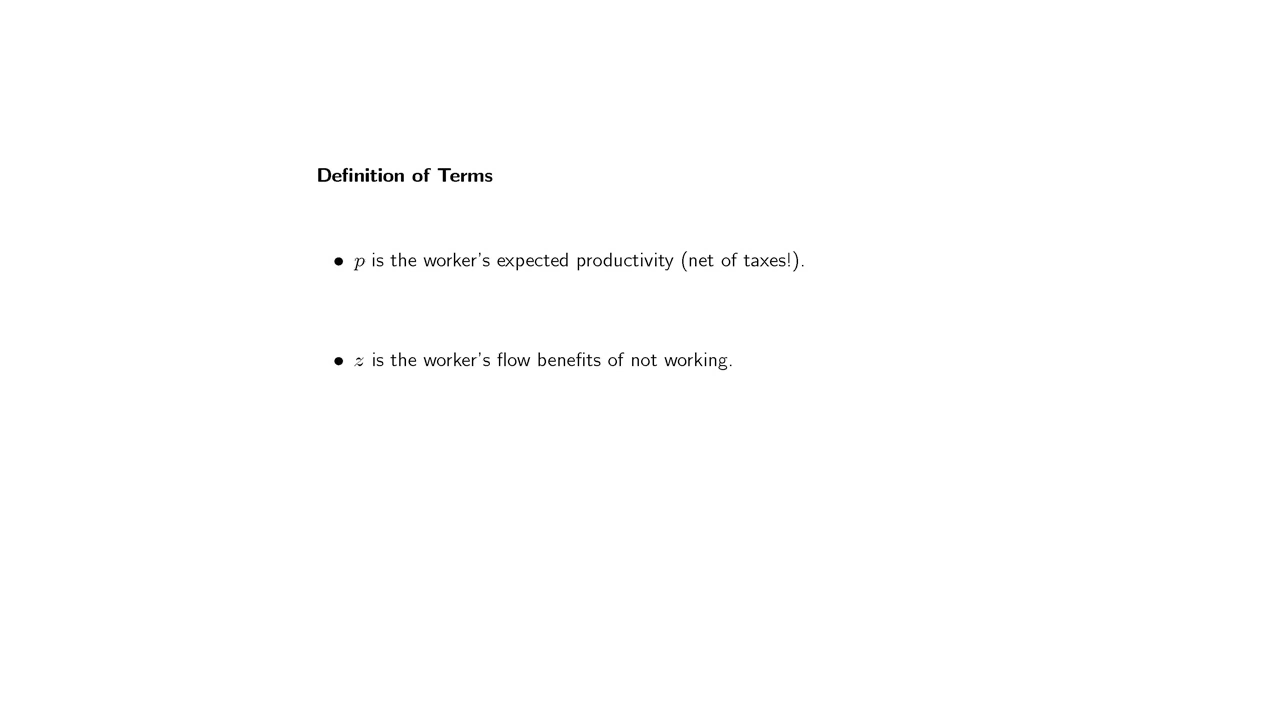 Definition of Terms
• p is the worker's expected productivity (net of taxes!).
• z is the worker's flow benefits of not working.